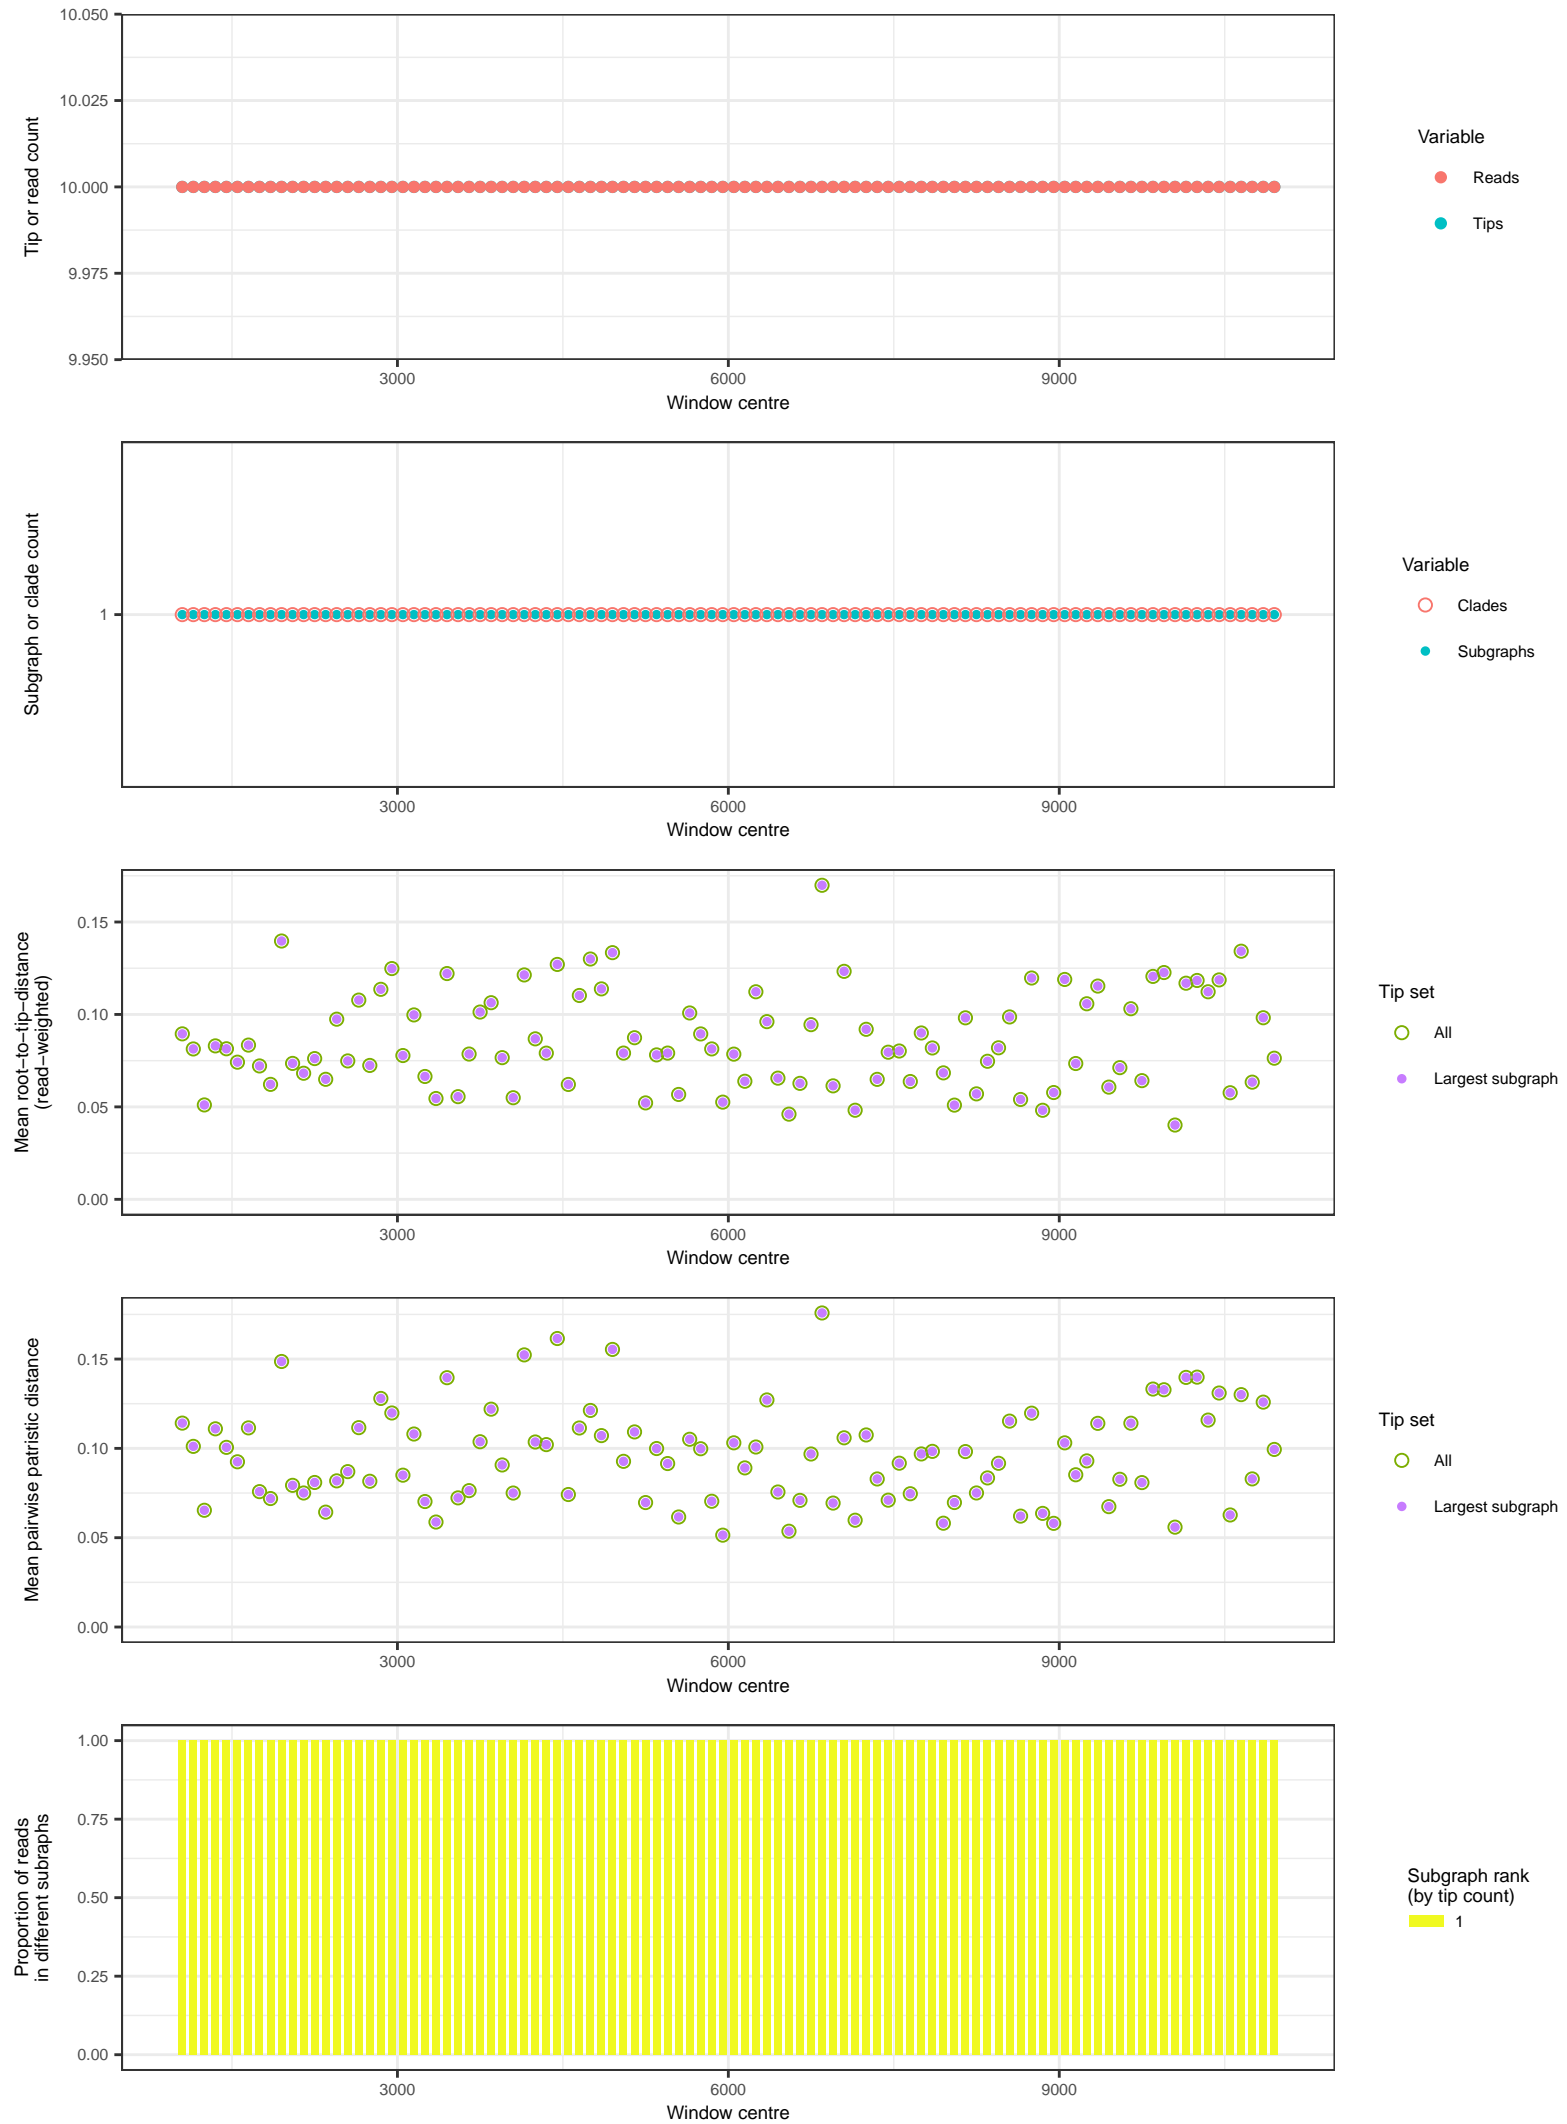 10.050
10.025
10.000
9.975
9.950
Tip or read count
3000
6000
9000
Window centre
Variable
Reads
Tips
1
Subgraph or clade count
3000
6000
9000
Window centre
Variable
Clades
Subgraphs
0.15
0.10
0.05
0.00
Mean root−to−tip−distance
(read−weighted)
3000
6000
9000
Window centre
Tip set
All
Largest subgraph
0.15
0.10
0.05
0.00
Mean pairwise patristic distance
3000
6000
9000
Window centre
Tip set
All
Largest subgraph
1.00
0.75
0.50
0.25
0.00
Proportion of reads
in different subraphs
3000
6000
9000
Window centre
Subgraph rank
(by tip count)
1